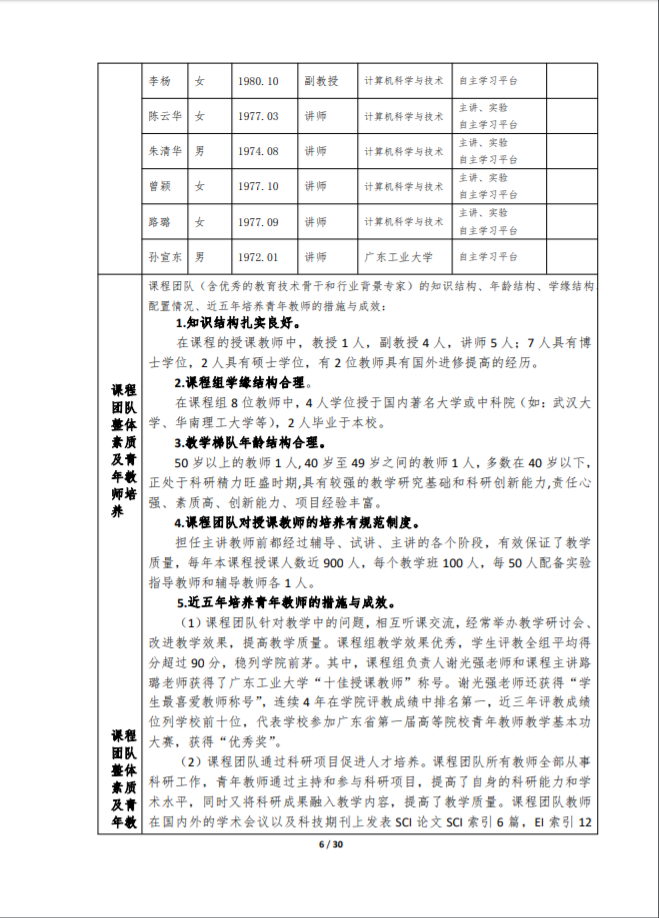 李杨 女 1980.10 副教授 计算机科学与技术 自主学习平台
陈云华 女 1977.03 讲师 计算机科学与技术 主讲、实验
自主学习平台
朱清华 男 1974.08 讲师 计算机科学与技术 主讲、实验
自主学习平台
曾颖 女 1977.10 讲师 计算机科学与技术 主讲、实验
自主学习平台
路璐 女 1977.09 讲师 计算机科学与技术 主讲、实验
自主学习平台
孙宣东 男 1972.01 讲师 广东工业大学 自主学习平台
课程
团队
整体
素质
及青
年教
师培
养
课程团队（含优秀的教育技术骨干和行业背景专家）的知识结构、年龄结构、学缘结构
配置情况、近五年培养青年教师的措施与成效：
1.知识结构扎实良好。
在课程的授课教师中，教授 1 人，副教授 4 人，讲师 5 人；7 人具有博
士学位，2 人具有硕士学位，有 2 位教师具有国外进修提高的经历。
2.课程组学缘结构合理。
在课程组 8 位教师中，4 人学位授于国内著名大学或中科院（如：武汉大
学、华南理工大学等），2 人毕业于本校。
3.教学梯队年龄结构合理。
50 岁以上的教师 1 人，40 岁至 49 岁之间的教师 1 人，多数在 40 岁以下，
正处于科研精力旺盛时期,具有较强的教学研究基础和科研创新能力,责任心
强、素质高、创新能力、项目经验丰富。
4.课程团队对授课教师的培养有规范制度。
担任主讲教师前都经过辅导、试讲、主讲的各个阶段，有效保证了教学
质量，每年本课程授课人数近 900 人，每个教学班 100 人，每 50 人配备实验
指导教师和辅导教师各 1 人。
5.近五年培养青年教师的措施与成效。
（1）课程团队针对教学中的问题，相互听课交流，经常举办教学研讨会、
改进教学效果，提高教学质量。课程组教学效果优秀，学生评教全组平均得
分超过 90 分，稳列学院前茅。其中，课程组负责人谢光强老师和课程主讲路
璐老师获得了广东工业大学“十佳授课教师”称号。谢光强老师还获得“学
生最喜爱教师称号”，连续 4 年在学院评教成绩中排名第一，近三年评教成绩
位列学校前十位，代表学校参加广东省第一届高等院校青年教师教学基本功
大赛，获得“优秀奖”。
（2）课程团队通过科研项目促进人才培养。课程团队所有教师全部从事
科研工作，青年教师通过主持和参与科研项目，提高了自身的科研能力和学
术水平，同时又将科研成果融入教学内容，提高了教学质量。课程团队教师
在国内外的学术会议以及科技期刊上发表 SCI 论文 SCI 索引 6 篇，EI 索引 12
课程
团队
整体
素质
及青
年教
6 / 30